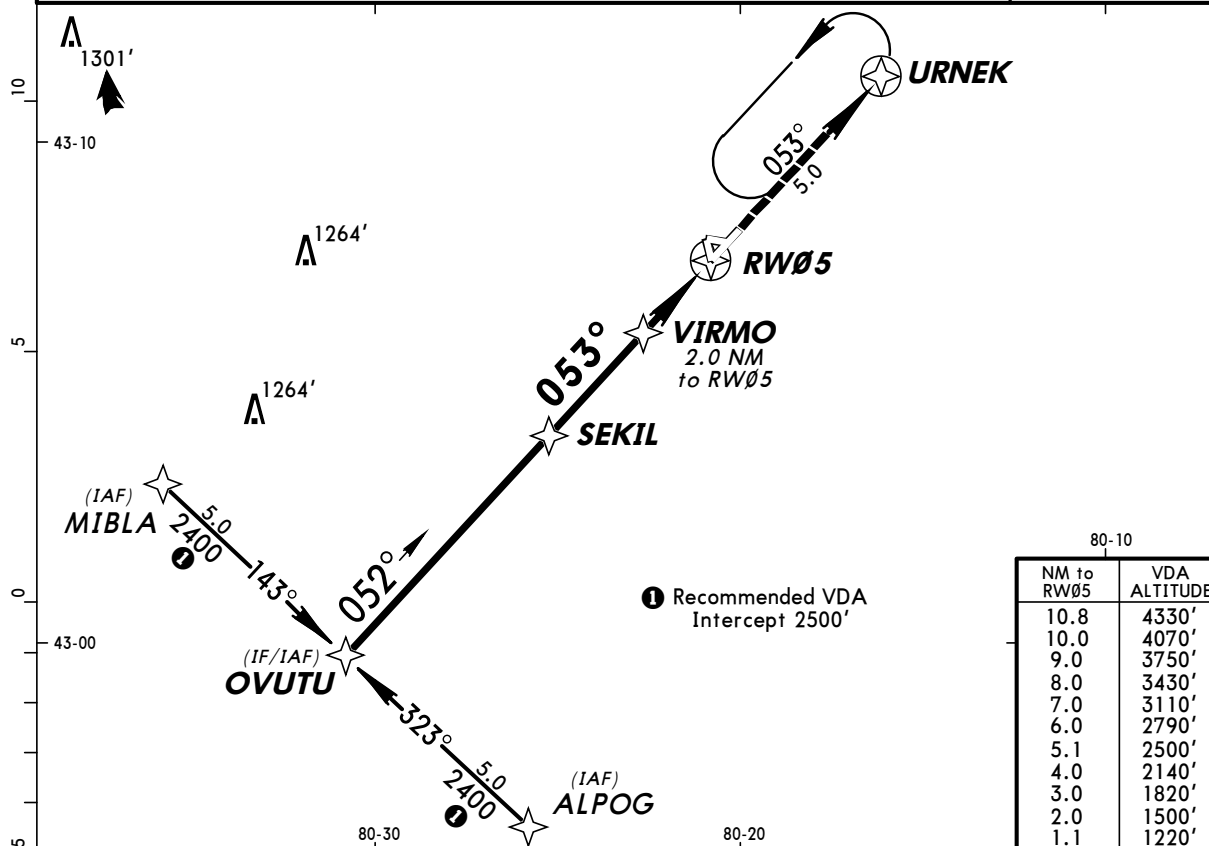 1301'
10
43-10
1264'
5
1264'
URNEK
053°
5.0
RWØ5
VIRMO
2.0 NM
to RWØ5
053°
SEKIL
(IAF)
MIBLA
5.0
2400
1
143°
052°
0
43-00
(IF/IAF)
OVUTU
1 Recommended VDA
Intercept 2500'
323°
5.0
2400
1
(IAF)
ALPOG
5
80-30
80-20
80-10
NM to RWØ5 VDA ALTITUDE
10.8 4330'
10.0 4070'
9.0 3750'
8.0 3430'
7.0 3110'
6.0 2790'
5.1 2500'
4.0 2140'
3.0 1820'
2.0 1500'
1.1 1220'